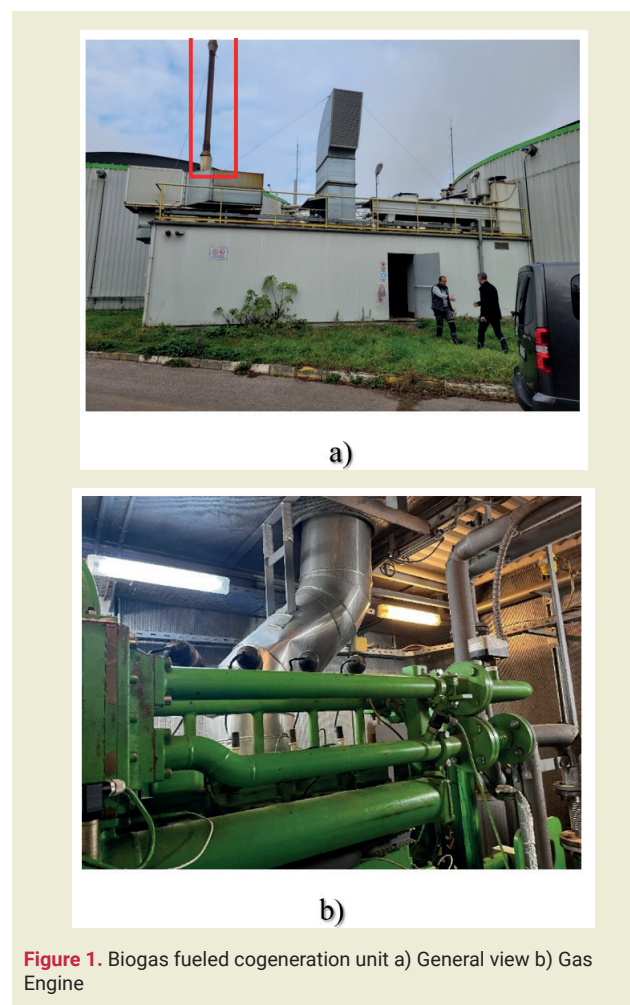 a)
b)
Figure 1. Biogas fueled cogeneration unit a) General view b) Gas
Engine